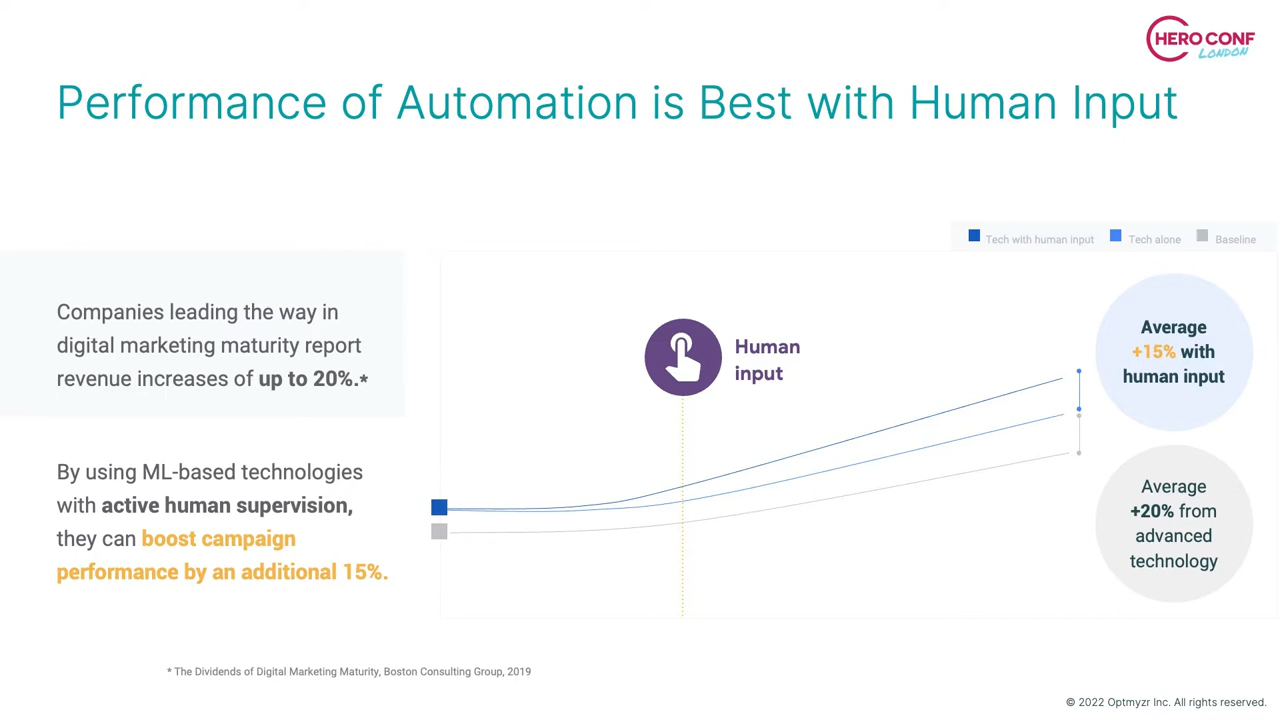 HERO CONF
LONDON
Performance of Automation is Best with Human Input
Tech with human input
Tech alone
Baseline
Companies leading the way in
digital marketing maturity report
revenue increases of up to 20%.*
By using ML-based technologies
with active human supervision,
they can boost campaign
performance by an additional 15%.
Human
input
Average
+15% with
human input
Average
+20% from
advanced
technology
* The Dividends of Digital Marketing Maturity, Boston Consulting Group, 2019
© 2022 Optmyzr Inc. All rights reserved.